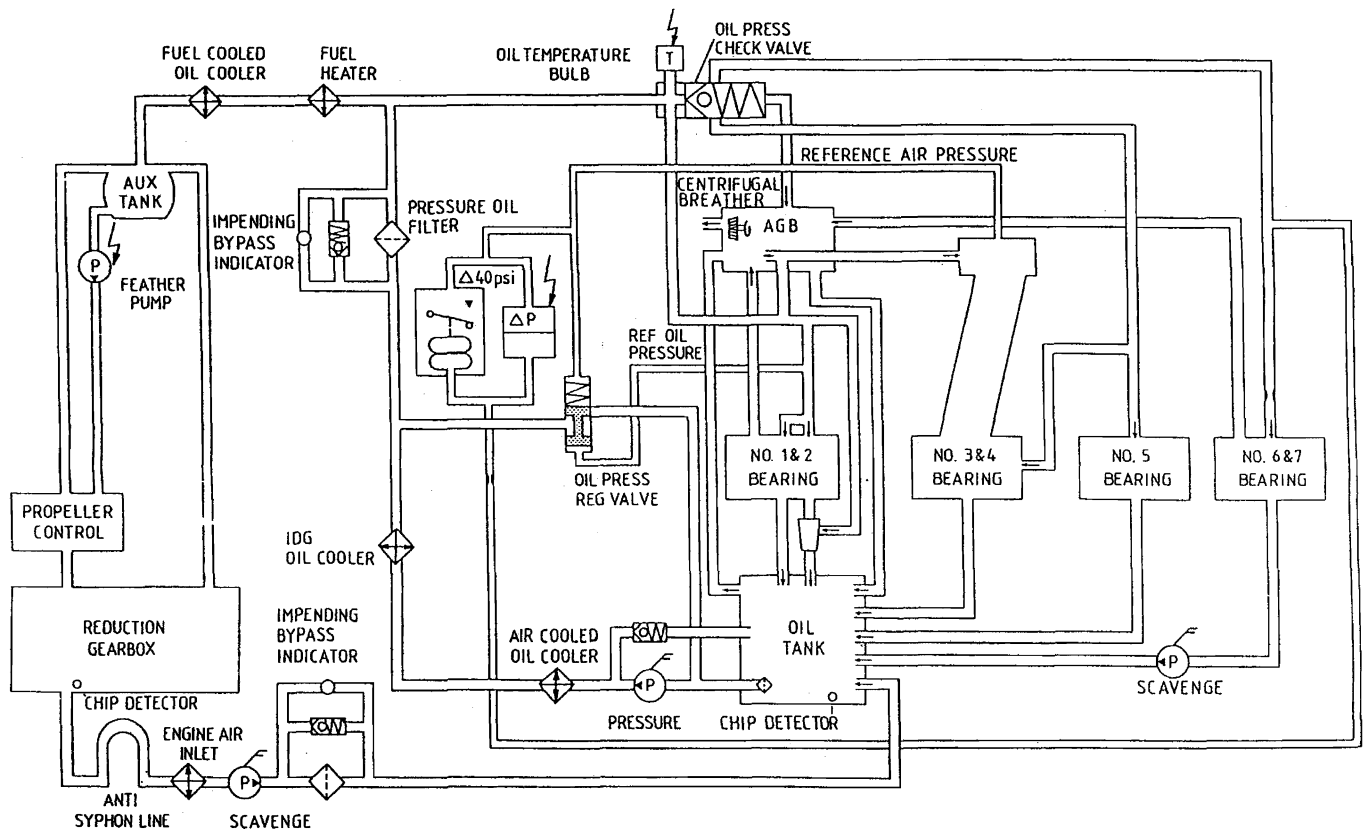 OIL PRESS
CHECK VALVE
FUEL COOLED
OIL COOLER
FUEL
HEATER
OIL TEMPERATURE
BULB
T
REFERENCE AIR PRESSURE
AUX
TANK
CENTRIFUGAL
BREATHER
AGB
IMPENDING
BYPASS
INDICATOR
PRESSURE OIL
FILTER
P
FEATHER
PUMP
△40psi
△P
REF OIL
PRESSURE
OIL PRESS
REG VALVE
NO. 1&2
BEARING
NO. 3&4
BEARING
NO. 5
BEARING
NO. 6&7
BEARING
PROPELLER
CONTROL
IDG
OIL COOLER
REDUCTION
GEARBOX
IMPENDING
BYPASS
INDICATOR
AIR COOLED
OIL COOLER
OIL
TANK
P
SCAVENGE
P
PRESSURE
CHIP DETECTOR
CHIP DETECTOR
ENGINE AIR
INLET
P
ANTI
SYPHON LINE
SCAVENGE